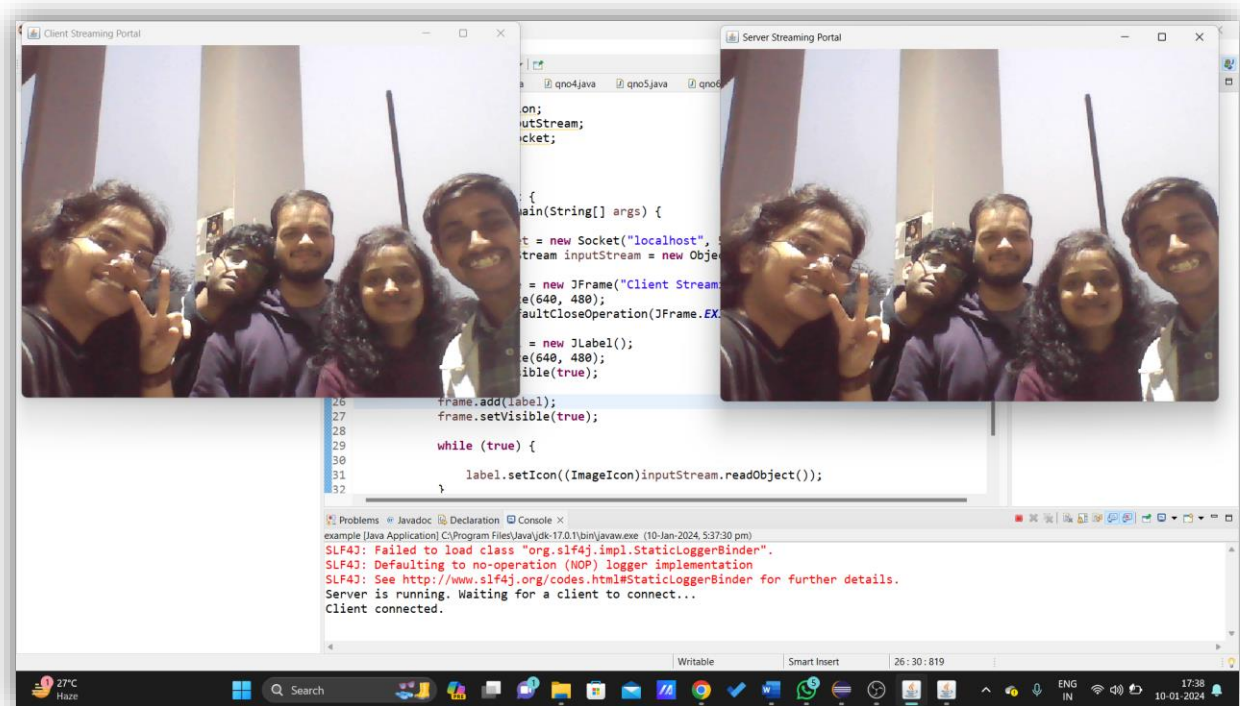 Client Streaming Portal
Server Streaming Portal
qno4.java
qno5.java
on;
utStream;
ocket;
{
ain(String[] args) {
t = new Socket("localhost",
tream inputStream = new Obje
= new JFrame("Client Stream
e(640, 480);
faultCloseOperation(JFrame.EX
= new JLabel();
e(640, 480);
ible(true);
26 frame.add(label);
27 frame.setVisible(true);
28
29 while (true) {
30
31 label.setIcon((ImageIcon)inputStream.readObject());
32 }
Problems Javadoc Declaration Console
example [Java Application] C:\Program Files\Java\jdk-17.0.1\bin\javaw.exe (10-Jan-2024, 5:37:30 pm)
SLF4J: Failed to load class "org.slf4j.impl.StaticLoggerBinder".
SLF4J: Defaulting to no-operation (NOP) logger implementation
SLF4J: See http://www.slf4j.org/codes.html#StaticLoggerBinder for further details.
Server is running. Waiting for a client to connect...
Client connected.
Writable Smart Insert 26 : 30 : 819
27°C
Haze
Search
ENG
IN
17:38
10-01-2024